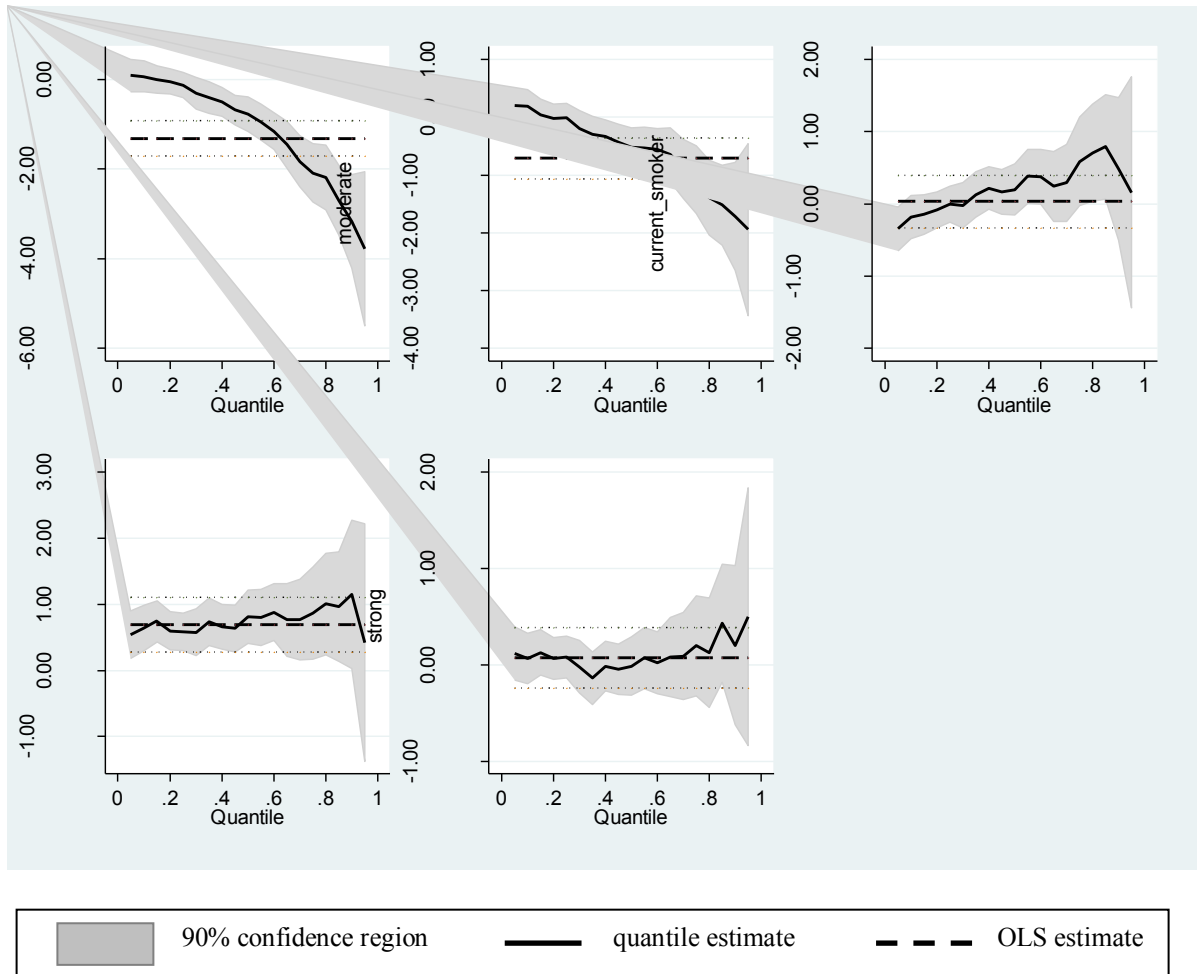 0.00
-2.00
-4.00
-6.00
moderate
0 .2 .4 .6 .8 1
Quantile
1.00
0
-1.00
-2.00
-3.00
-4.00
current_smoker
0 .2 .4 .6 .8 1
Quantile
2.00
1.00
0.00
-1.00
-2.00
0 .2 .4 .6 .8 1
Quantile
3.00
2.00
1.00
0.00
-1.00
strong
0 .2 .4 .6 .8 1
Quantile
2.00
1.00
0.00
-1.00
0 .2 .4 .6 .8 1
Quantile
90% confidence region quantile estimate OLS estimate